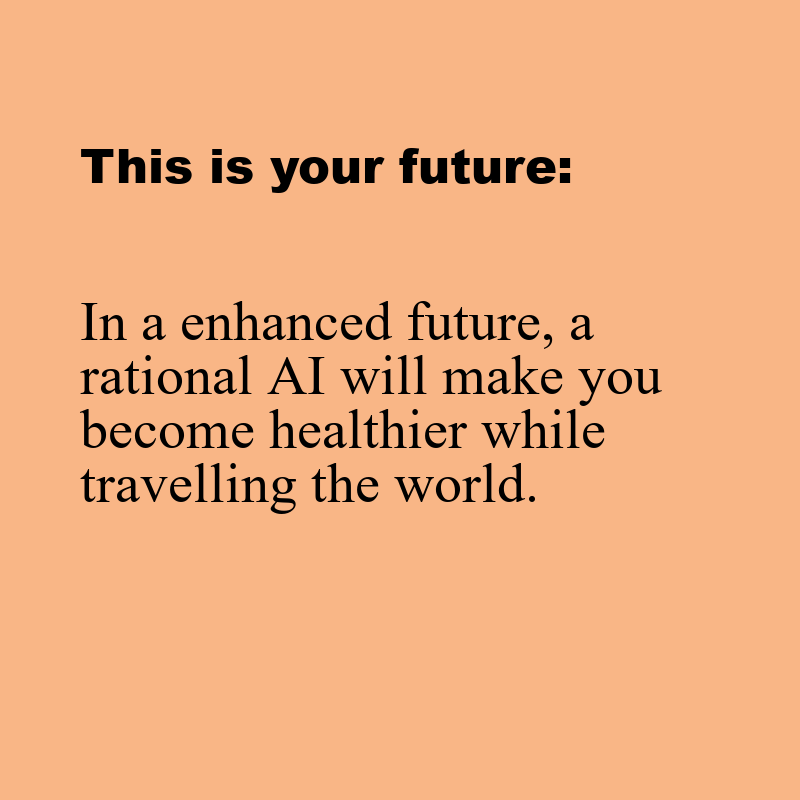 This is your future:
In a enhanced future, a
rational AI will make you
become healthier while
travelling the world.